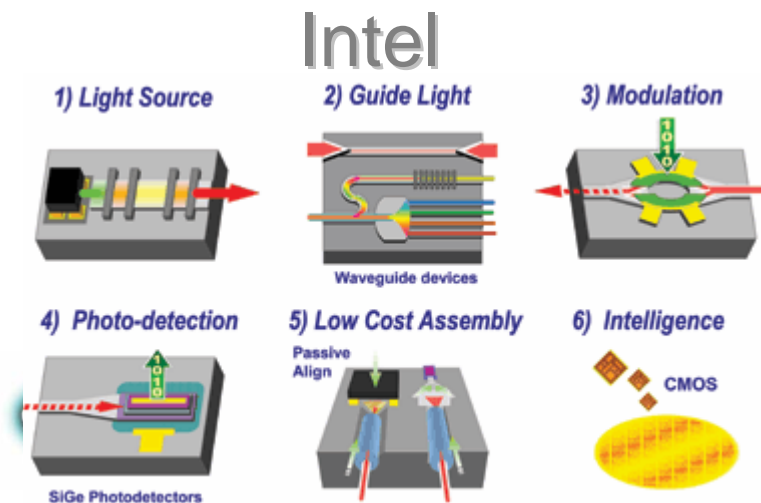 Intel
1) Light Source
2) Guide Light
3) Modulation
1010
Waveguide devices
4) Photo-detection
5) Low Cost Assembly
6) Intelligence
1010
Passive
Align
CMOS
SiGe Photodetectors